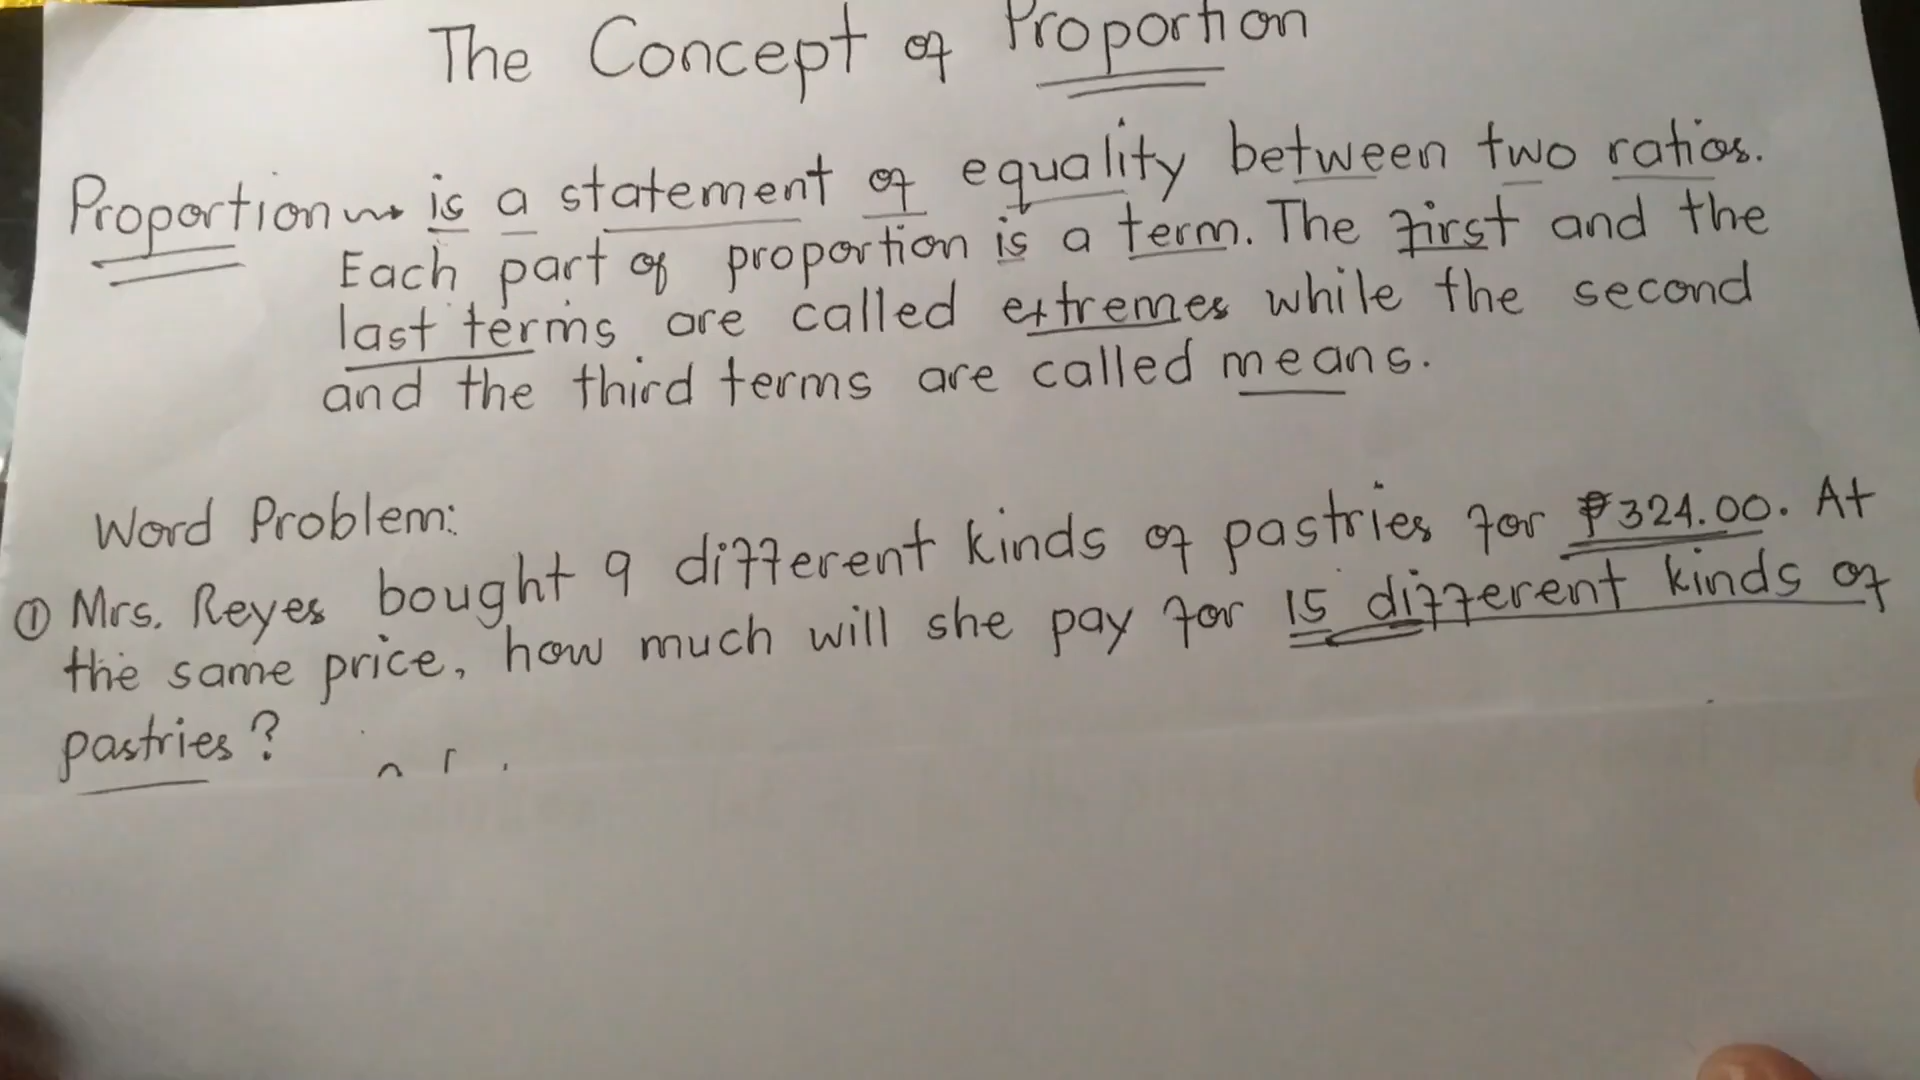 The Concept of Proportion
Proportion is a statement of equality between two ratios.
Each part of proportion is a term. The first and the
last terms are called extremes while the second
and the third terms are called means.
Word Problem:
① Mrs. Reyes bought 9 different kinds of pastries for ₱324.00. At
the same price, how much will she pay for 15 different kinds of
pastries?